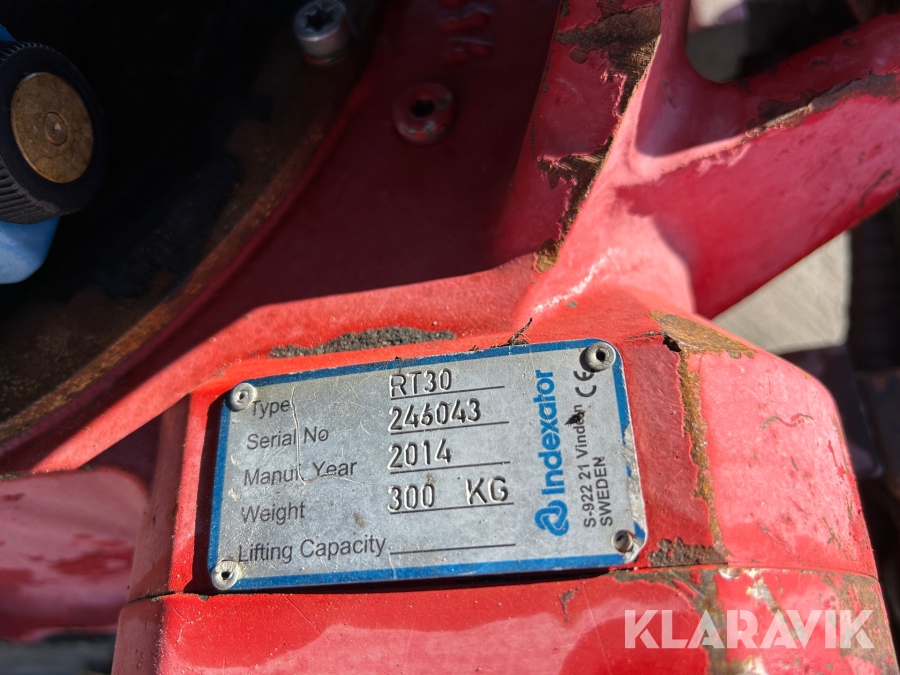 Type RT30
Serial No 246043
Manuf. Year 2014
Weight 300 KG
Lifting Capacity
Indexator
S-922 21 Vindeln CE
SWEDEN
KLARAVIK